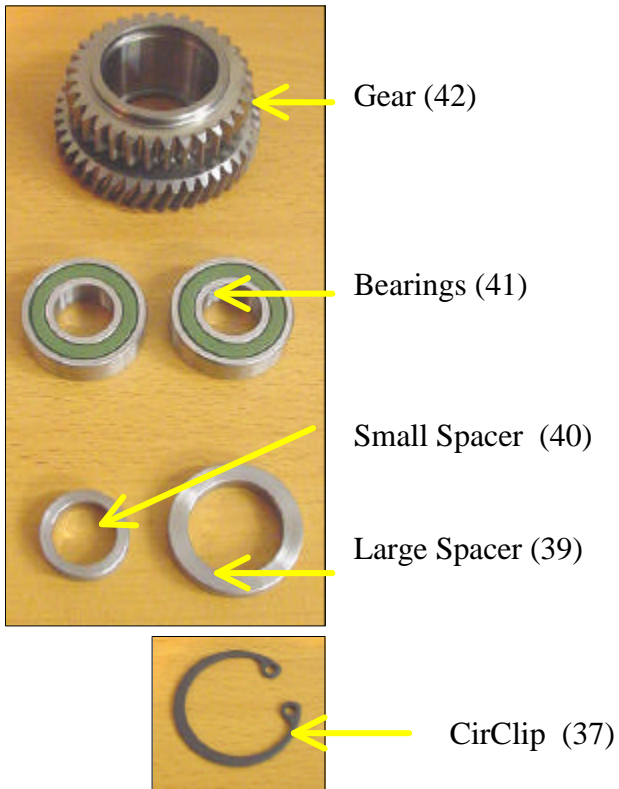 Gear (42)
Bearings (41)
Small Spacer (40)
Large Spacer (39)
CirClip (37)